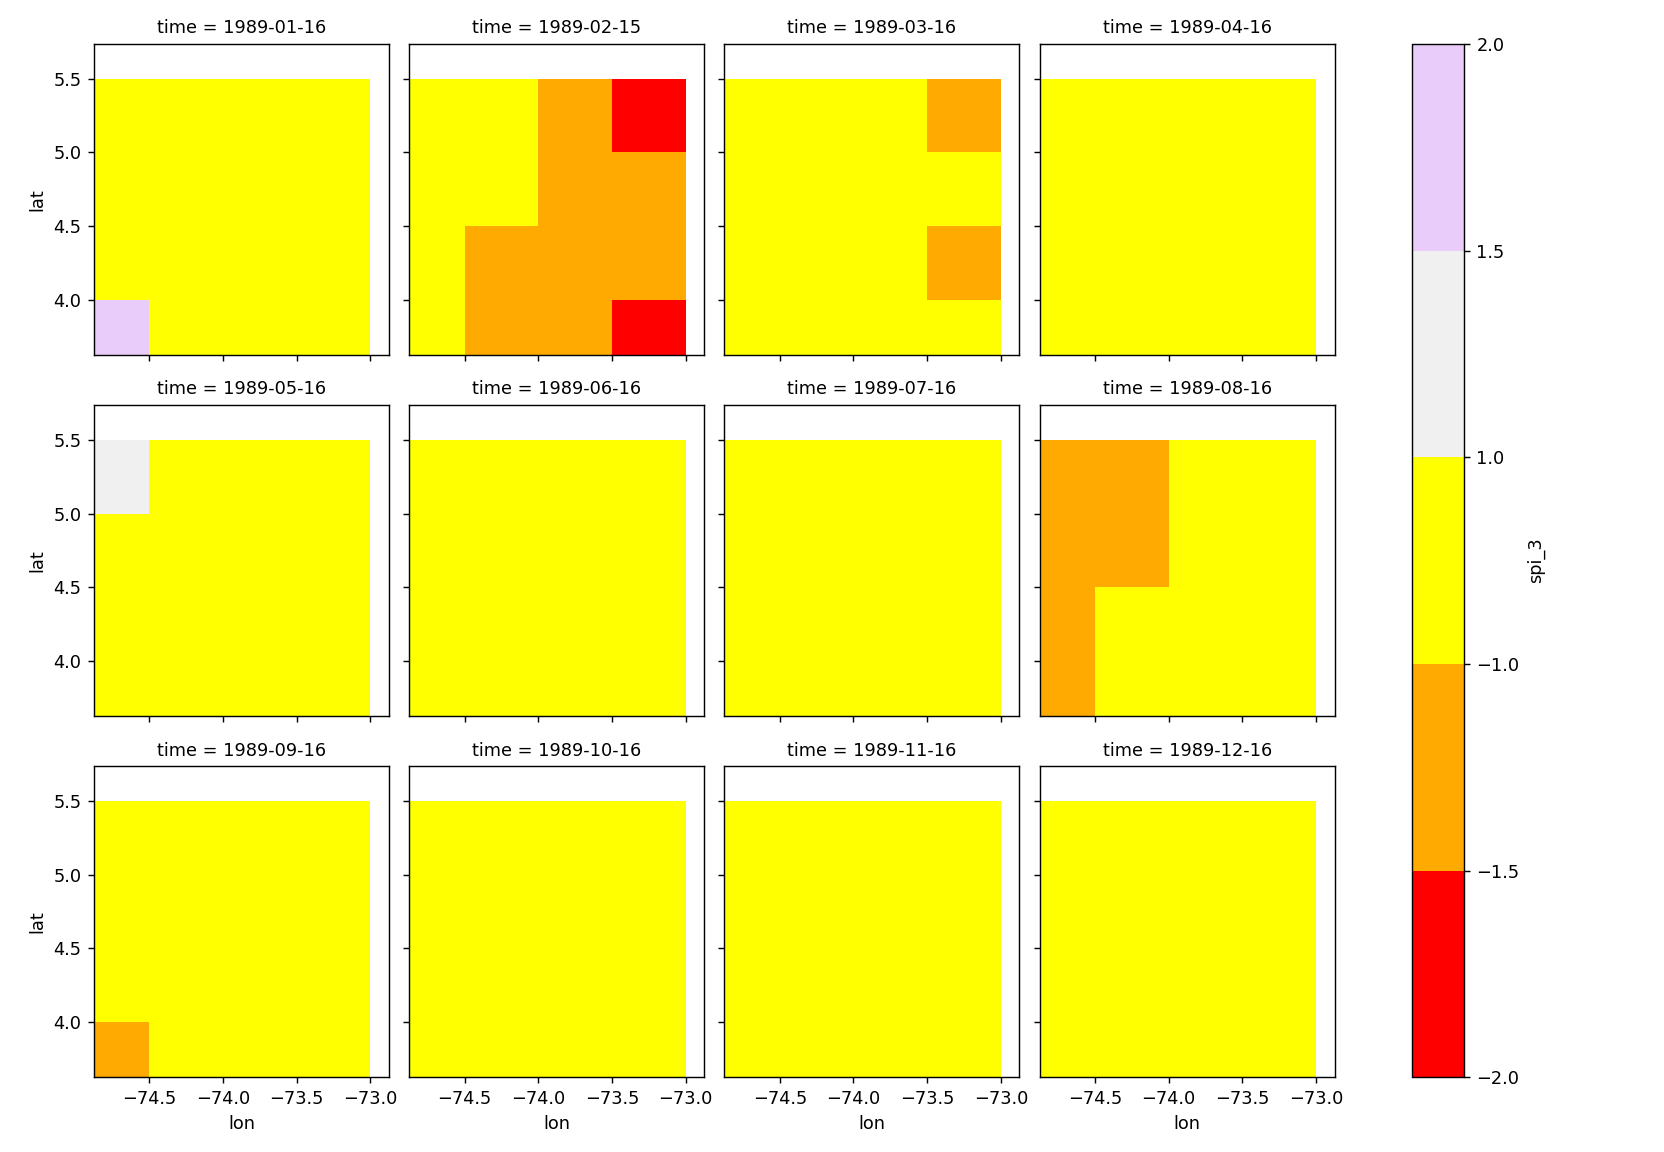 time = 1989-01-16
time = 1989-02-15
time = 1989-03-16
time = 1989-04-16
lat
5.5
5.0
4.5
4.0
time = 1989-05-16
time = 1989-06-16
time = 1989-07-16
time = 1989-08-16
lat
5.5
5.0
4.5
4.0
time = 1989-09-16
time = 1989-10-16
time = 1989-11-16
time = 1989-12-16
lat
5.5
5.0
4.5
4.0
−74.5 −74.0 −73.5 −73.0
lon
−74.5 −74.0 −73.5 −73.0
lon
−74.5 −74.0 −73.5 −73.0
lon
−74.5 −74.0 −73.5 −73.0
lon
2.0
1.5
1.0
−1.0
−1.5
−2.0
spi_3